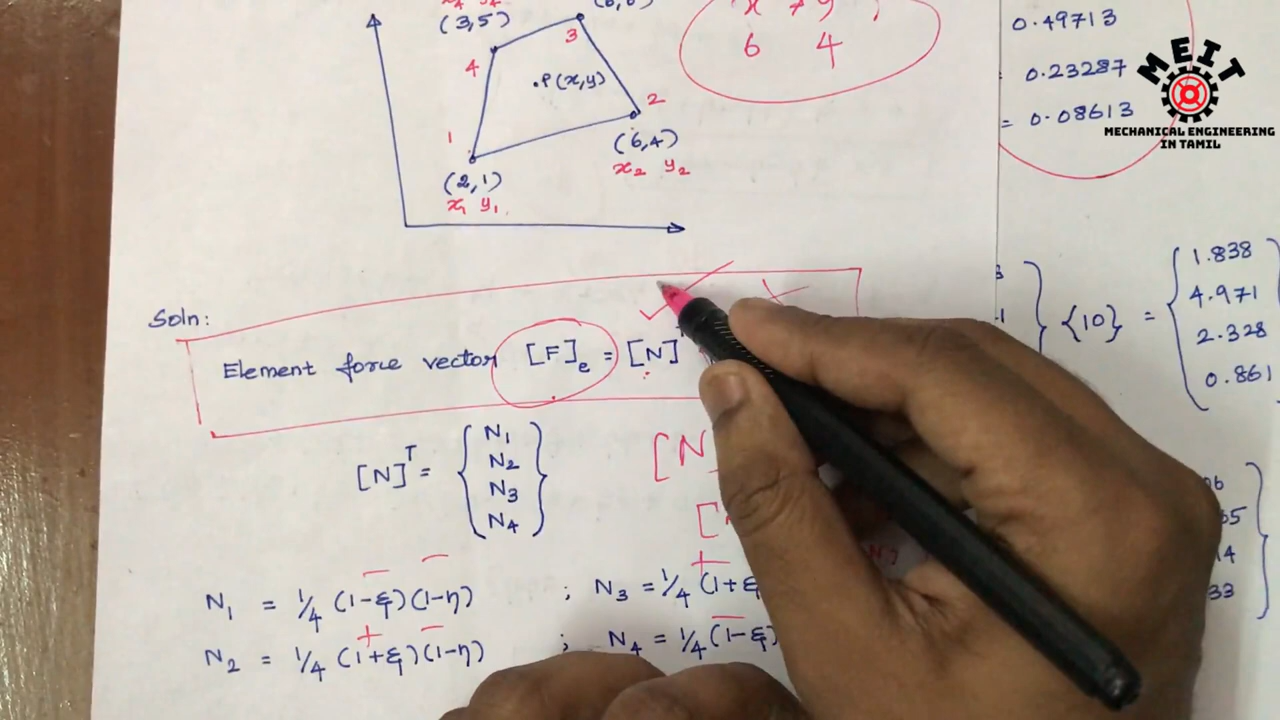 (3,5)
3
4
.P(x,y)
1
2
(6,4)
x₂ y₂
(2,1)
x₁ y₁
6 4
0.49713
= 0.23287
= 0.08613
MEIT
MECHANICAL ENGINEERING
IN TAMIL
Soln:
Element force vector [F]e = [N]
{10} = { 1.838
4.971
2.328
0.861
[N]ᵀ = { N₁
N₂
N₃
N₄ }
[N
N₁ = ¼ (1-ξ)(1-η) ; N₃ = ¼ (1+ξ
N₂ = ¼ (1+ξ)(1-η) ; N₄ = ¼ (1-ξ)